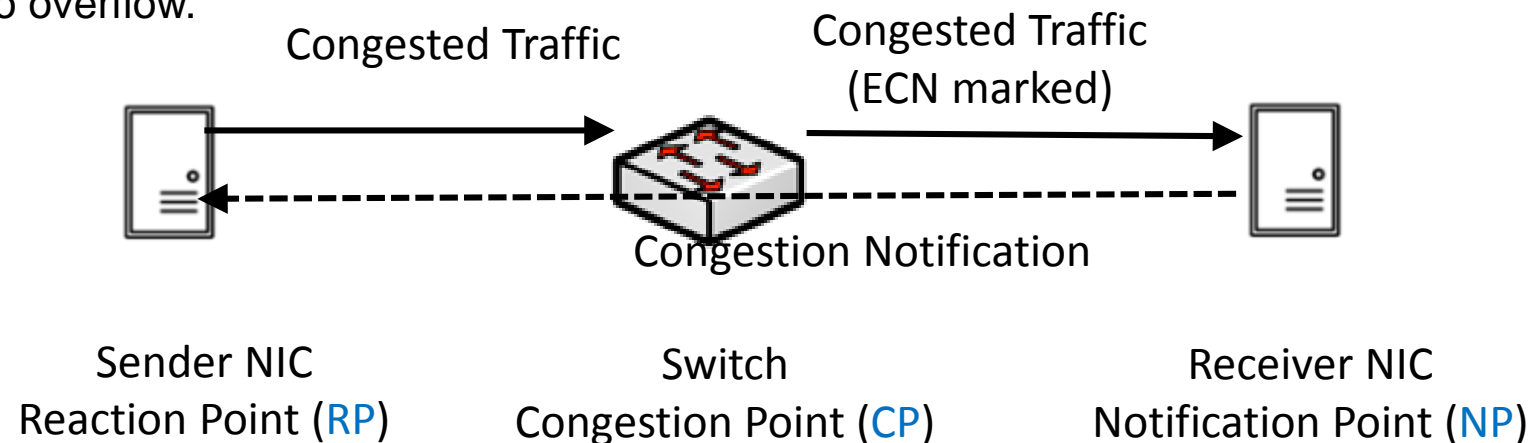 overflow.
Congested Traffic
Congested Traffic
(ECN marked)
Congestion Notification
Sender NIC
Reaction Point (RP)
Switch
Congestion Point (CP)
Receiver NIC
Notification Point (NP)